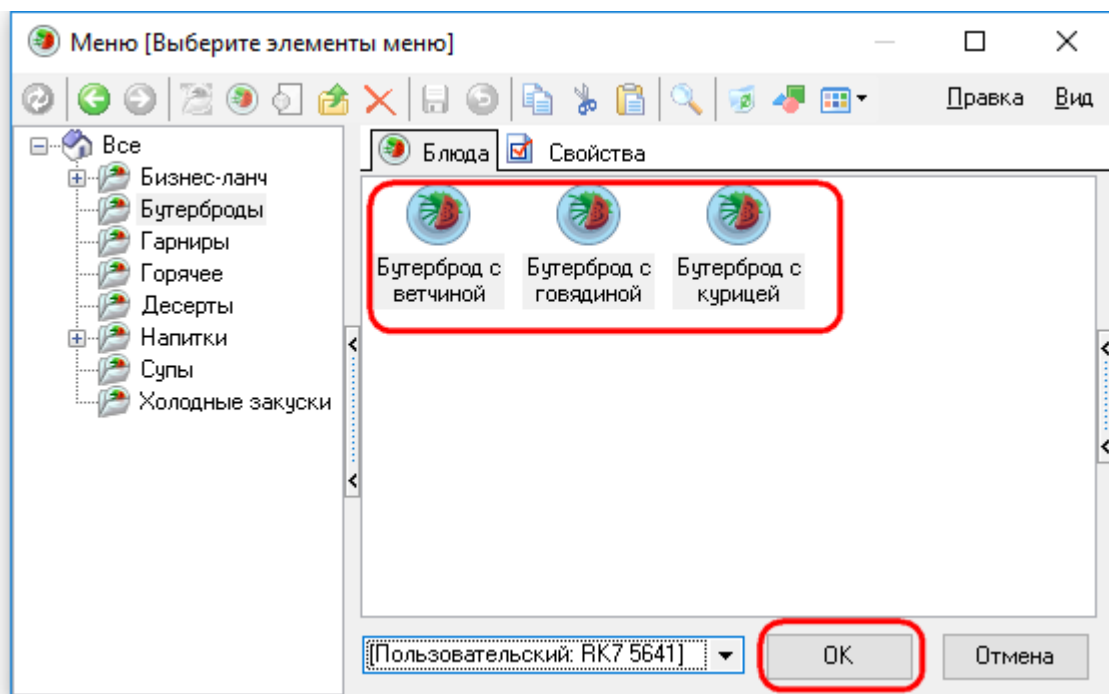 Меню [Выберите элементы меню]
Правка Вид
Все
Бизнес-ланч
Бутерброды
Гарниры
Горячее
Десерты
Напитки
Супы
Холодные закуски
Блюда Свойства
Бутерброд с ветчиной
Бутерброд с говядиной
Бутерброд с курицей
[Пользовательский: RK7 5641]
OK
Отмена